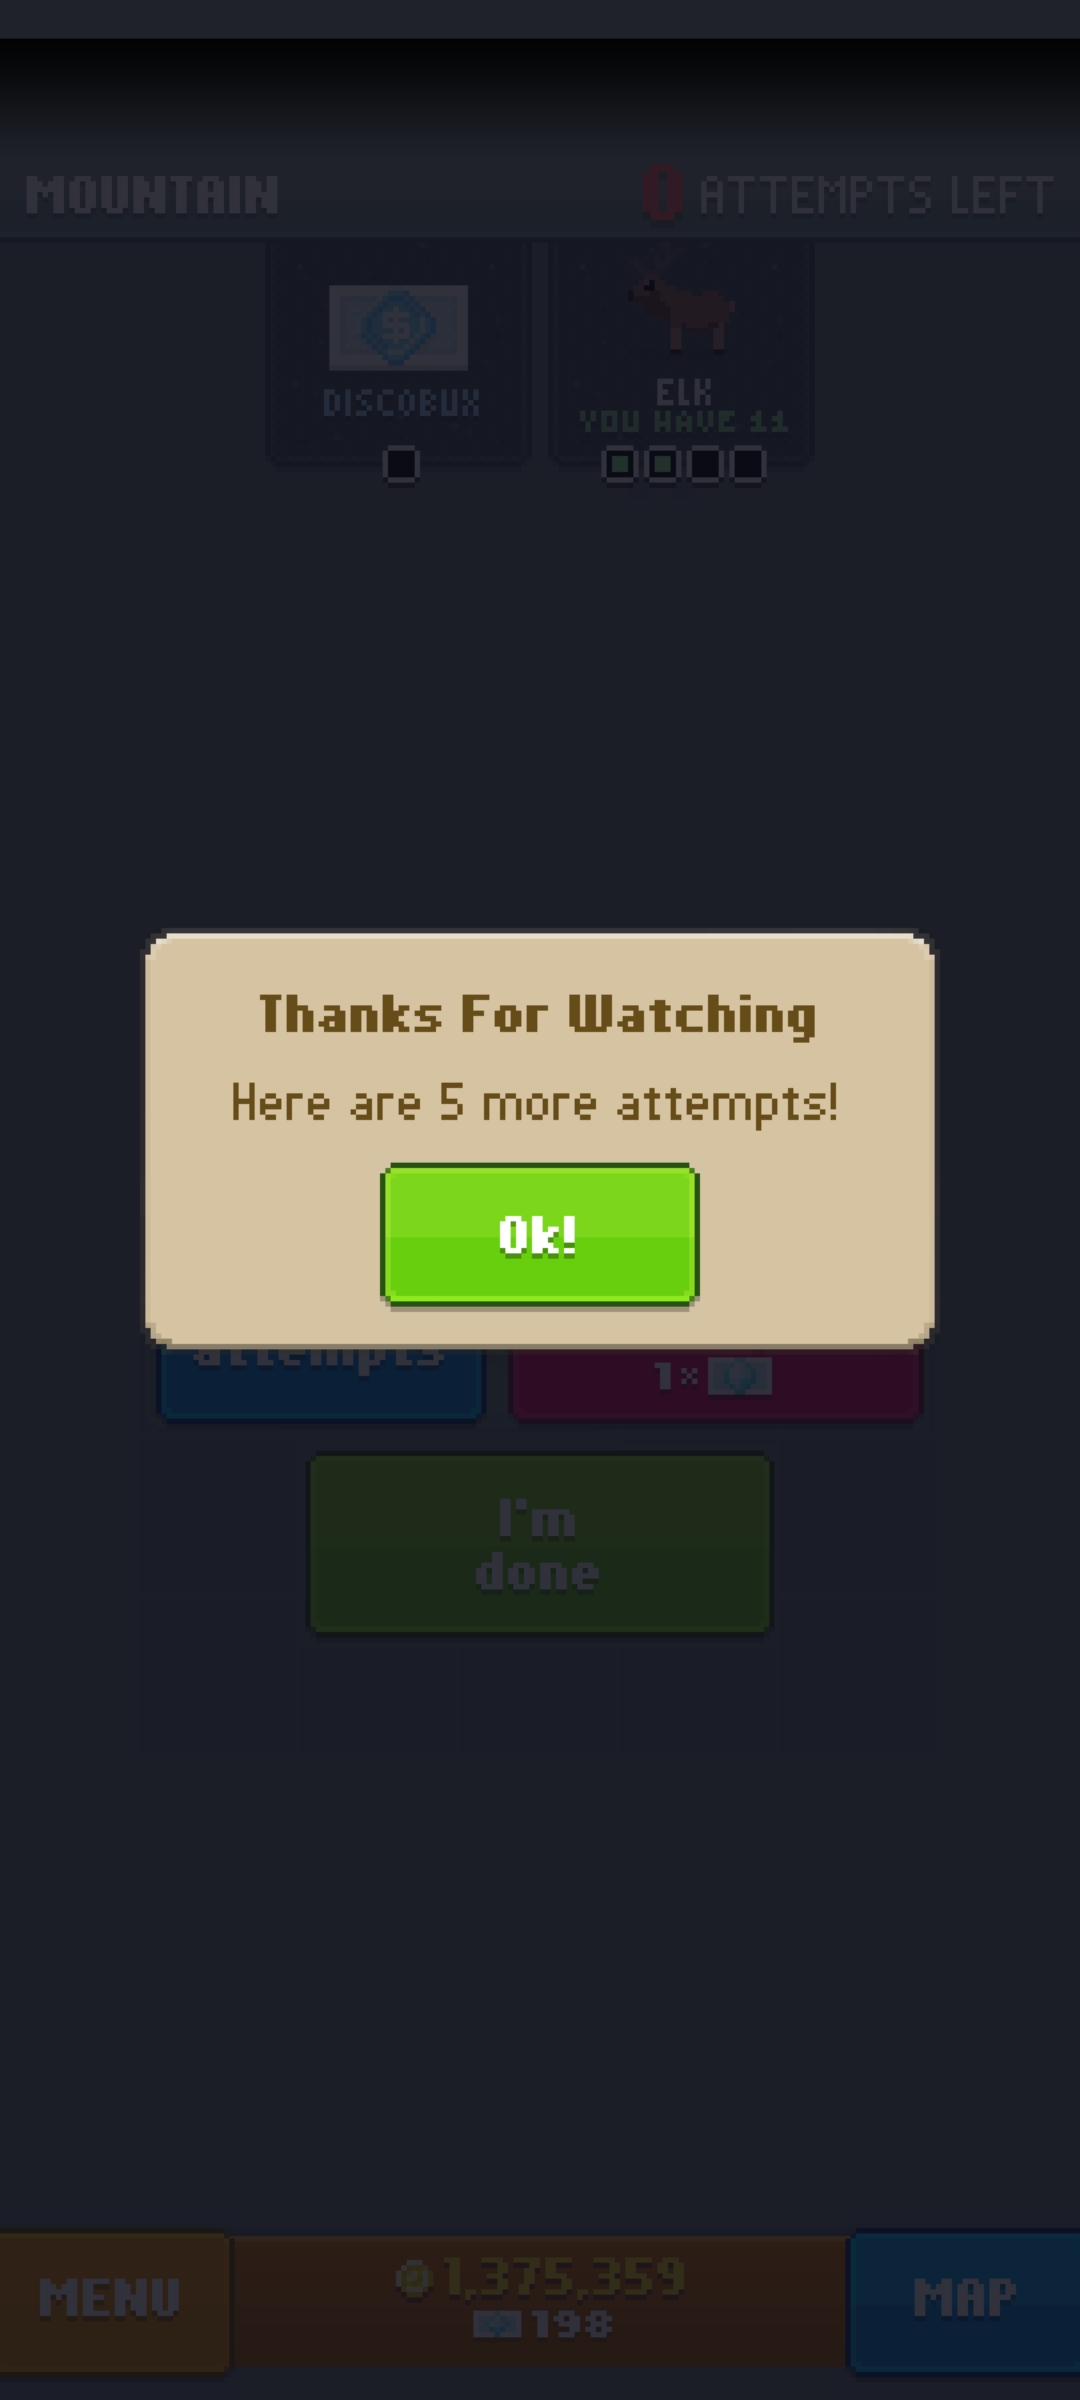 MOUNTAIN
0 ATTEMPTS LEFT
$
DISCOBUX
ELK
YOU HAVE 11
Thanks For Watching
Here are 5 more attempts!
Ok!
attempts
1×
I'm
done
MENU
1,375,359
198
MAP